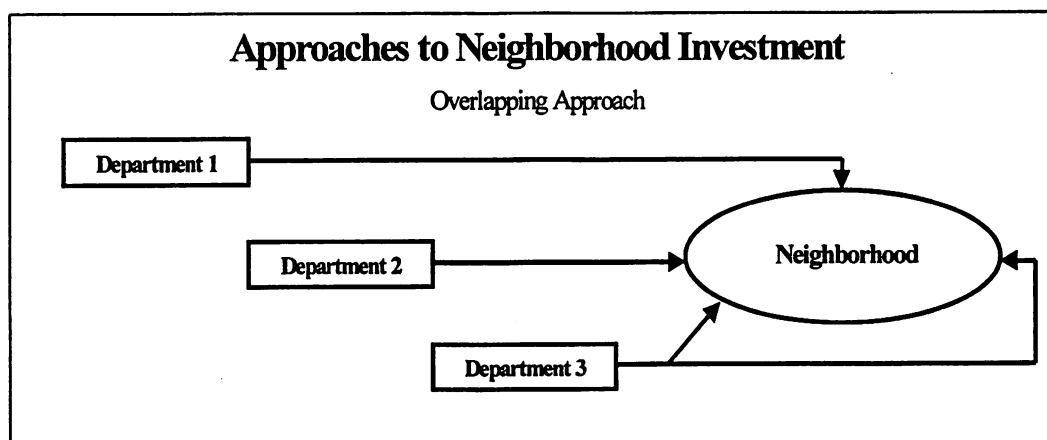 Approaches to Neighborhood Investment
Overlapping Approach
Department 1
Neighborhood
Department 2
Department 3